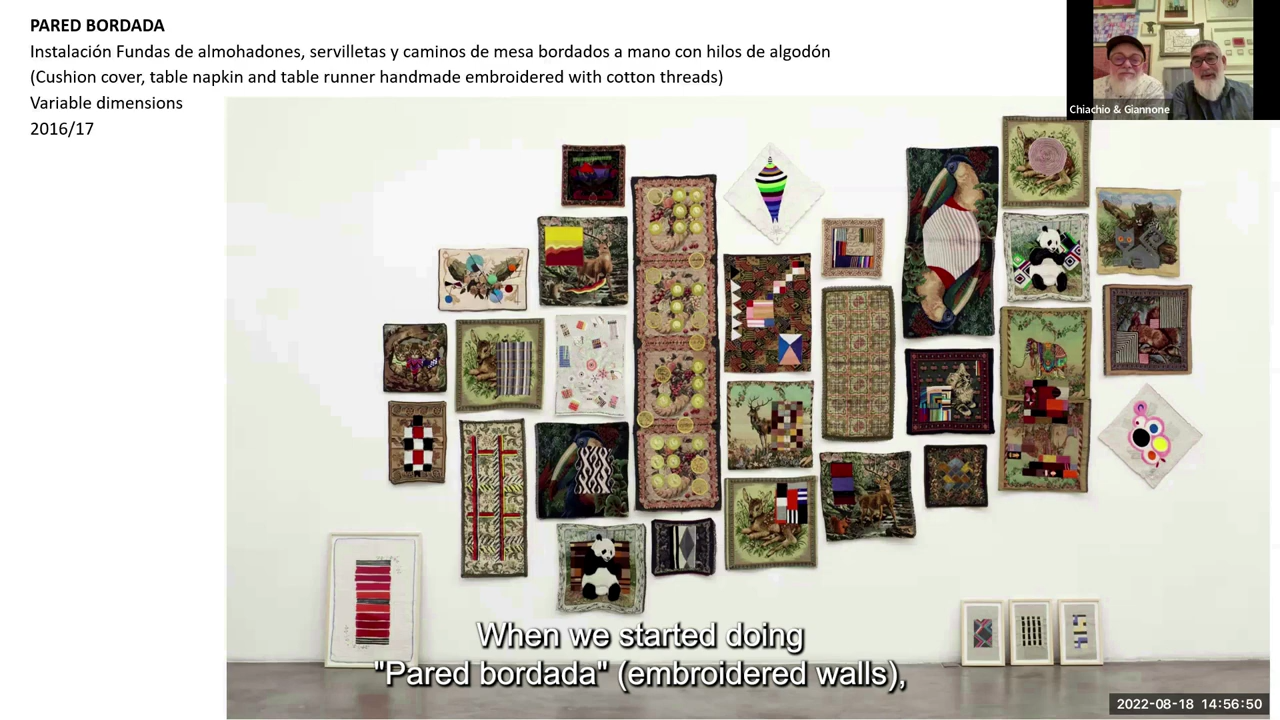 PARED BORDADA
Instalación Fundas de almohadones, servilletas y caminos de mesa bordados a mano con hilos de algodón
(Cushion cover, table napkin and table runner handmade embroidered with cotton threads)
Variable dimensions
2016/17
Chiachio & Giannone
When we started doing
"Pared bordada" (embroidered walls),
2022-08-18 14:56:50